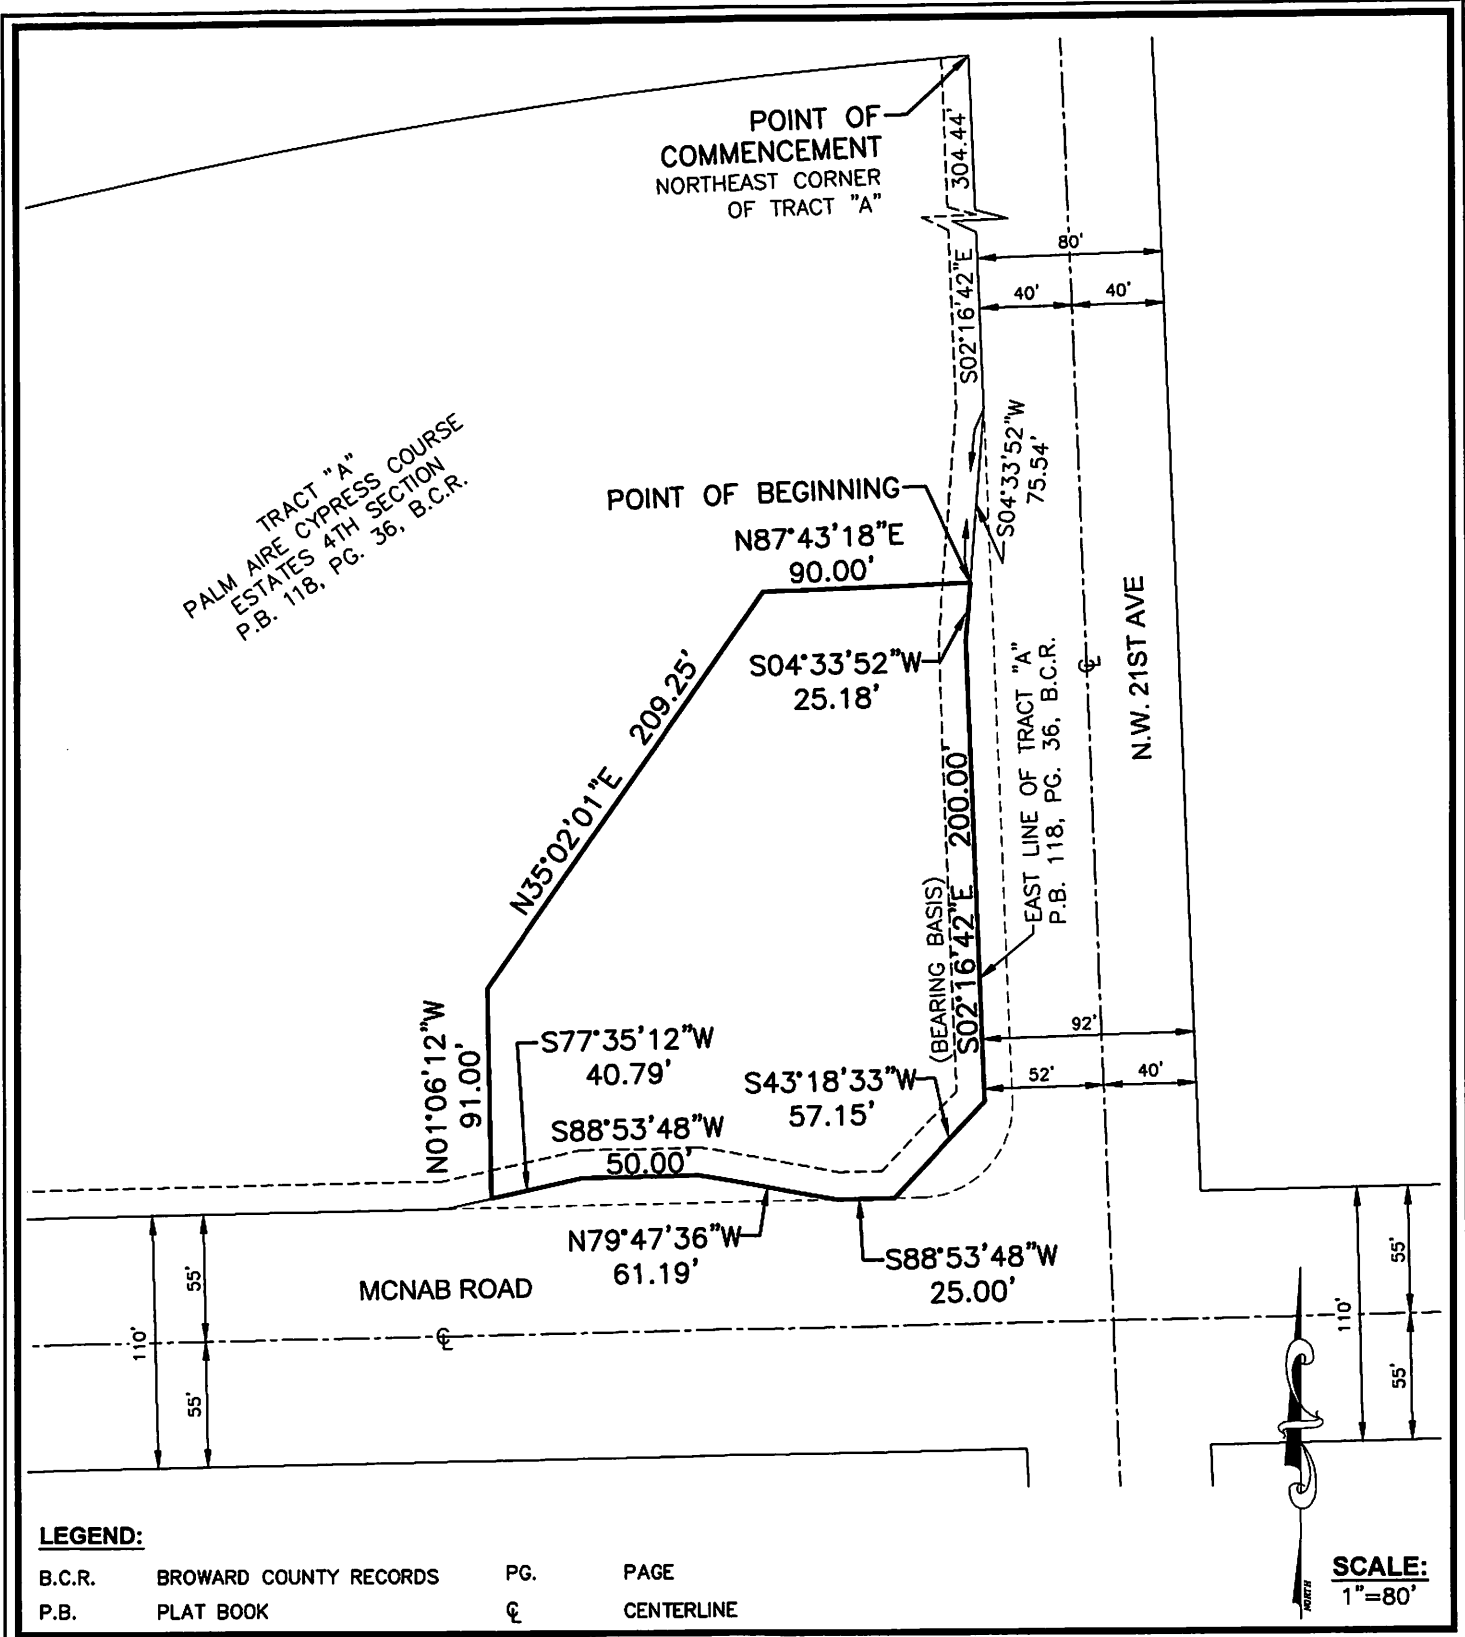 POINT OF
COMMENCEMENT
NORTHEAST CORNER
OF TRACT "A"
304.44'
S02°16'42"E
80'
40'
40'
S04°33'52"W
75.54'
TRACT "A"
PALM AIRE CYPRESS COURSE
ESTATES 4TH SECTION
P.B. 118, PG. 36, B.C.R.
POINT OF BEGINNING
N87°43'18"E
90.00'
S04°33'52"W
25.18'
N35°02'01"E 209.25'
(BEARING BASIS)
S02°16'42"E 200.00'
EAST LINE OF TRACT "A"
P.B. 118, PG. 36, B.C.R.
℄
N.W. 21ST AVE
92'
52'
40'
N01°06'12"W
91.00'
S77°35'12"W
40.79'
S88°53'48"W
50.00'
S43°18'33"W
57.15'
N79°47'36"W
61.19'
S88°53'48"W
25.00'
MCNAB ROAD
℄
110'
55'
55'
110'
55'
55'
NORTH
LEGEND:
B.C.R. BROWARD COUNTY RECORDS PG. PAGE
P.B. PLAT BOOK ℄ CENTERLINE
SCALE:
1"=80'